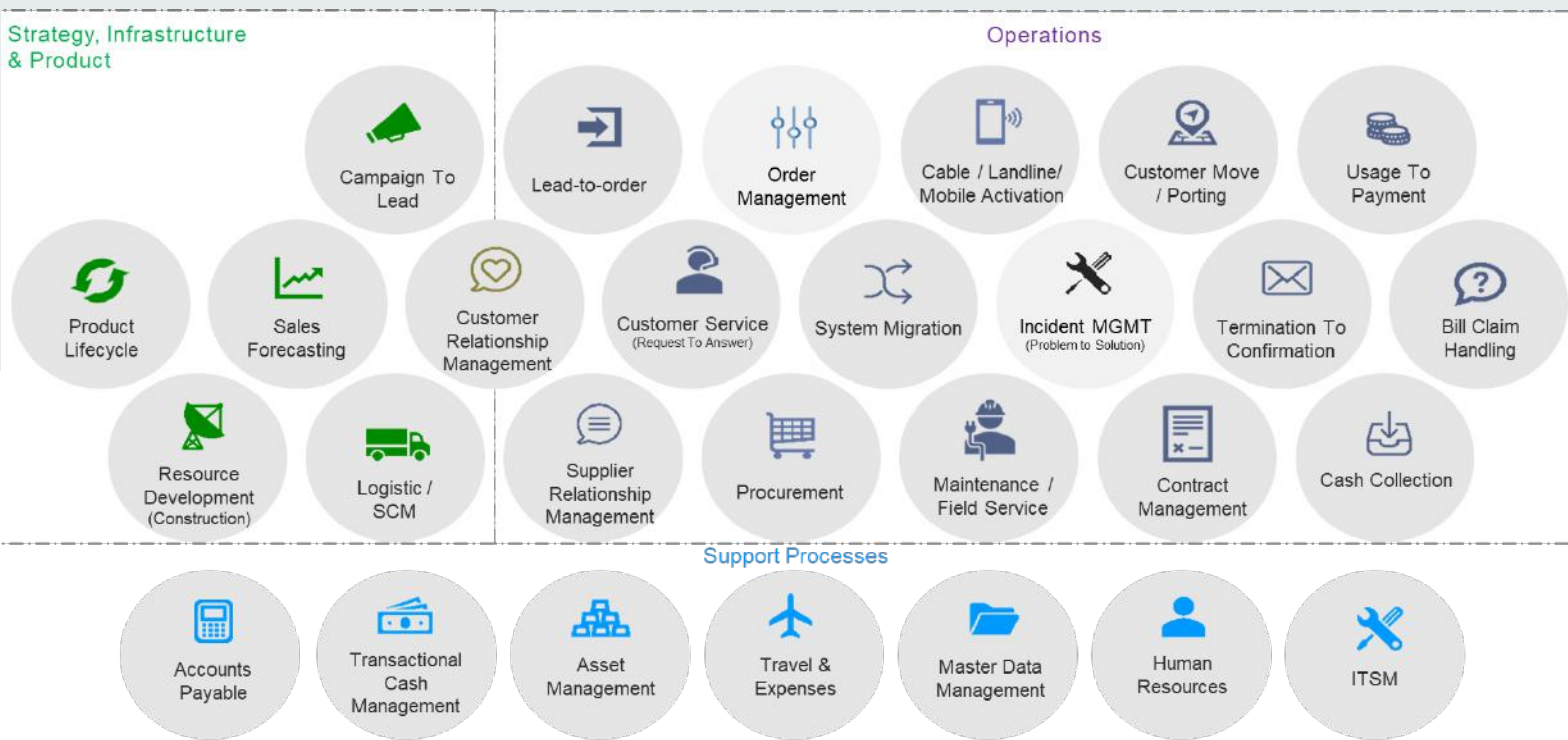 Strategy, Infrastructure
& Product
Operations
Campaign To
Lead
Lead-to-order
Order
Management
Cable / Landline/
Mobile Activation
Customer Move
/ Porting
Usage To
Payment
Product
Lifecycle
Sales
Forecasting
Customer
Relationship
Management
Customer Service
(Request To Answer)
System Migration
Incident MGMT
(Problem to Solution)
Termination To
Confirmation
?
Bill Claim
Handling
Resource
Development
(Construction)
Logistic /
SCM
Supplier
Relationship
Management
Procurement
Maintenance /
Field Service
Contract
Management
Cash Collection
Support Processes
Accounts
Payable
Transactional
Cash
Management
Asset
Management
Travel &
Expenses
Master Data
Management
Human
Resources
ITSM